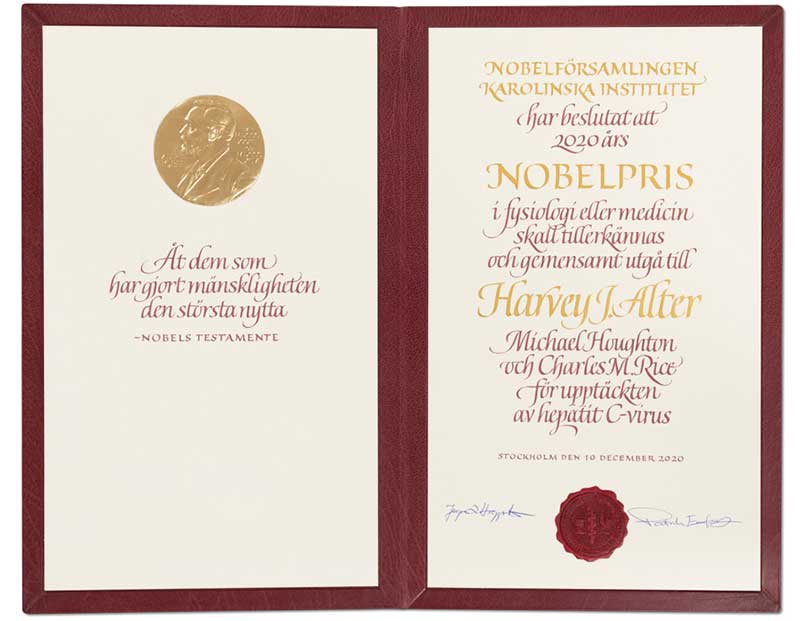 Åt dem som
har gjort mänskligheten
den största nytta
–NOBELS TESTAMENTE
NOBELFÖRSAMLINGEN
KAROLINSKA INSTITUTET
har beslutat att
2020 års
NOBELPRIS
i fysiologi eller medicin
skall tillerkännas
och gemensamt utgå till
Harvey J. Alter
Michael Houghton
och Charles M. Rice
för upptäckten
av hepatit C-virus
STOCKHOLM DEN 10 DECEMBER 2020